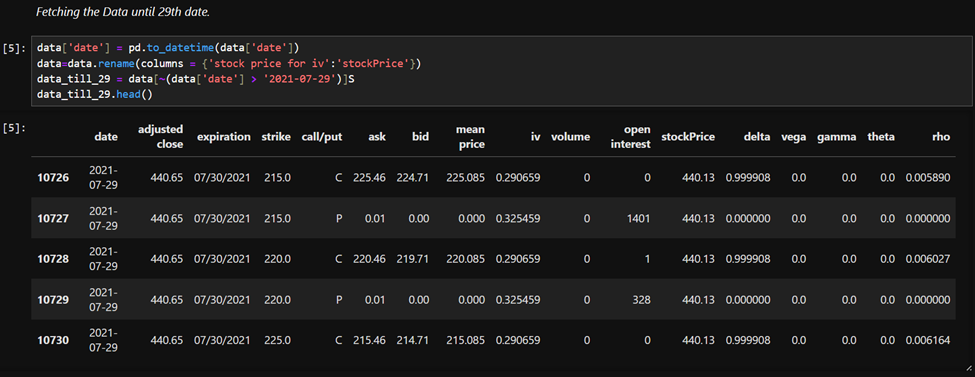 Fetching the Data until 29th date.
[5]: data['date'] = pd.to_datetime(data['date'])
data=data.rename(columns = {'stock price for iv':'stockPrice'})
data_till_29 = data[~(data['date'] > '2021-07-29')]S
data_till_29.head()
[5]:
date adjusted close expiration strike call/put ask bid mean price iv volume open interest stockPrice delta vega gamma theta rho
10726 2021-07-29 440.65 07/30/2021 215.0 C 225.46 224.71 225.085 0.290659 0 0 440.13 0.999908 0.0 0.0 0.0 0.005890
10727 2021-07-29 440.65 07/30/2021 215.0 P 0.01 0.00 0.000 0.325459 0 1401 440.13 0.000000 0.0 0.0 0.0 0.000000
10728 2021-07-29 440.65 07/30/2021 220.0 C 220.46 219.71 220.085 0.290659 0 1 440.13 0.999908 0.0 0.0 0.0 0.006027
10729 2021-07-29 440.65 07/30/2021 220.0 P 0.01 0.00 0.000 0.325459 0 328 440.13 0.000000 0.0 0.0 0.0 0.000000
10730 2021-07-29 440.65 07/30/2021 225.0 C 215.46 214.71 215.085 0.290659 0 0 440.13 0.999908 0.0 0.0 0.0 0.006164